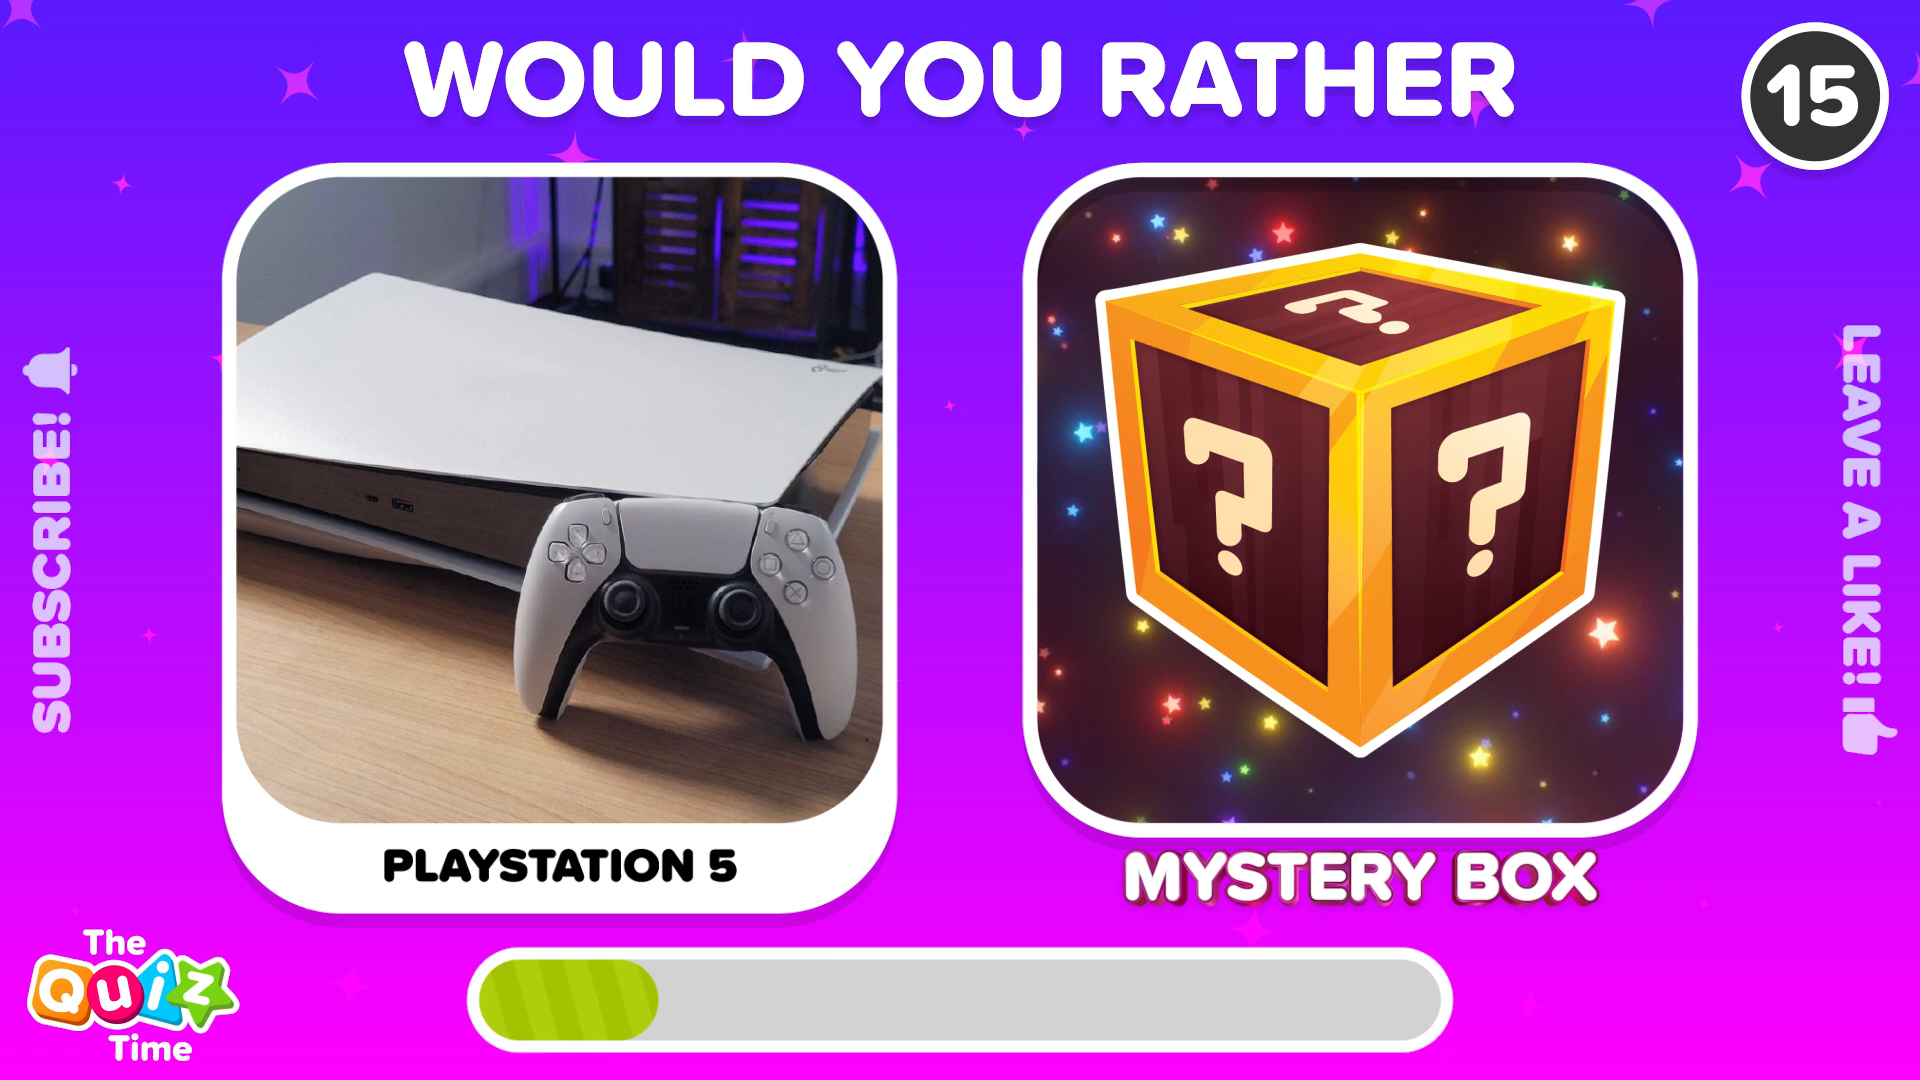 WOULD YOU RATHER
15
SUBSCRIBE!
LEAVE A LIKE!
?
? ?
PLAYSTATION 5
MYSTERY BOX
The
Quiz
Time